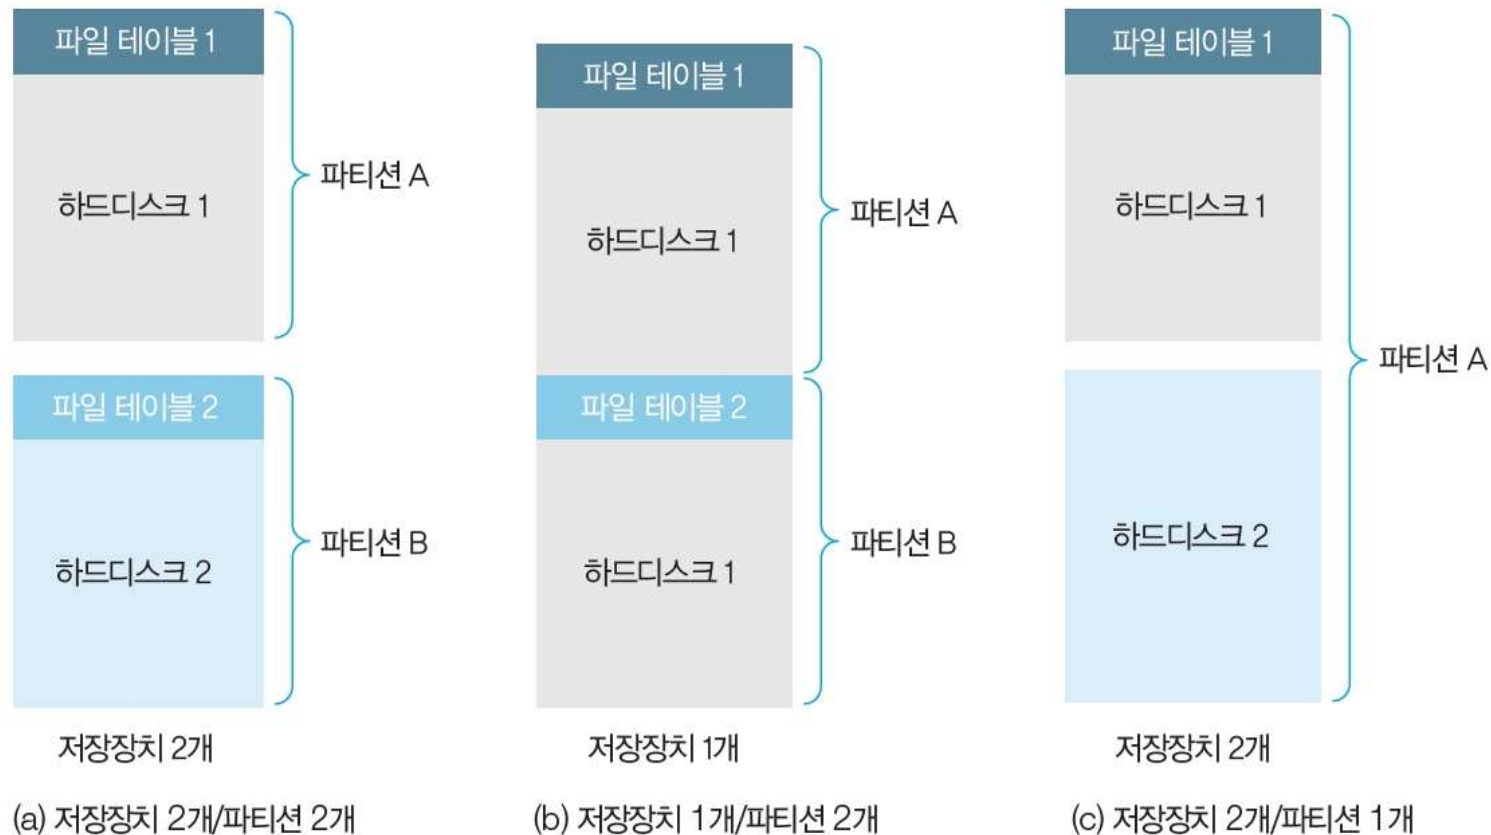 파일 테이블 1
하드디스크 1
파티션 A
파일 테이블 2
하드디스크 2
파티션 B
저장장치 2개
(a) 저장장치 2개/파티션 2개
파일 테이블 1
하드디스크 1
파티션 A
파일 테이블 2
하드디스크 1
파티션 B
저장장치 1개
(b) 저장장치 1개/파티션 2개
파일 테이블 1
하드디스크 1
파티션 A
하드디스크 2
저장장치 2개
(c) 저장장치 2개/파티션 1개